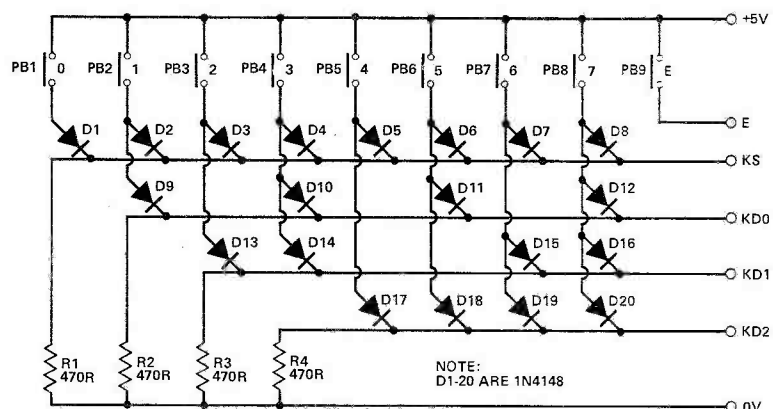 +5V
PB1 0 PB2 1 PB3 2 PB4 3 PB5 4 PB6 5 PB7 6 PB8 7 PB9 E
E
D1 D2 D3 D4 D5 D6 D7 D8
KS
D9 D10 D11 D12
KD0
D13 D14 D15 D16
KD1
D17 D18 D19 D20
KD2
R1 R2 R3 R4
470R 470R 470R 470R
NOTE:
D1-20 ARE 1N4148
0V